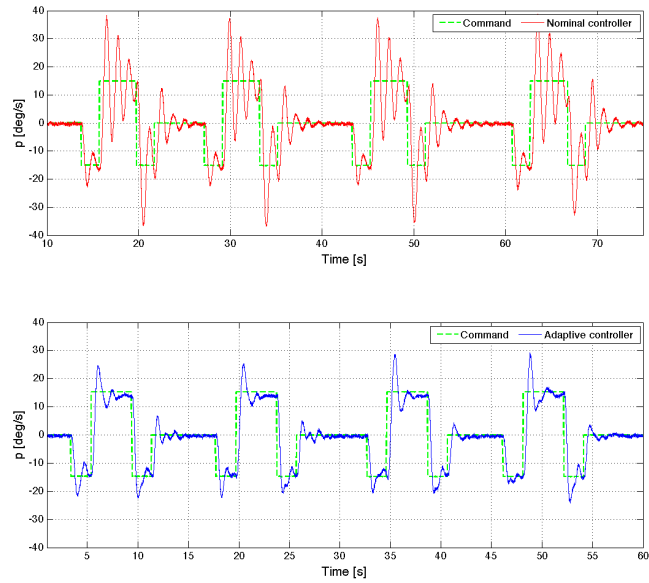 40
30
20
10
0
-10
-20
-30
-40
p [deg/s]
Command
Nominal controller
10 20 30 40 50 60 70
Time [s]
40
30
20
10
0
-10
-20
-30
-40
p [deg/s]
Command
Adaptive controller
5 10 15 20 25 30 35 40 45 50 55 60
Time [s]